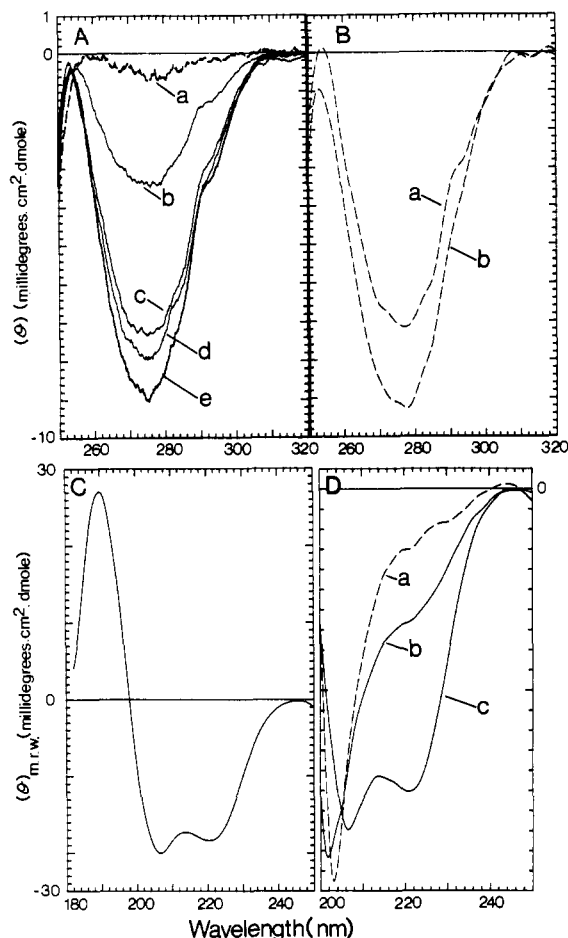 0
A
a
b
c
d
e
(θ) (millidegrees. cm². dmole)
-10
260 280 300 320
B
a
b
260 280 300 320
30
C
0
(θ)m.r.w. (millidegrees.cm². dmole)
-30
180 200 220 240
D
0
a
b
c
200 220 240
Wavelength(nm)